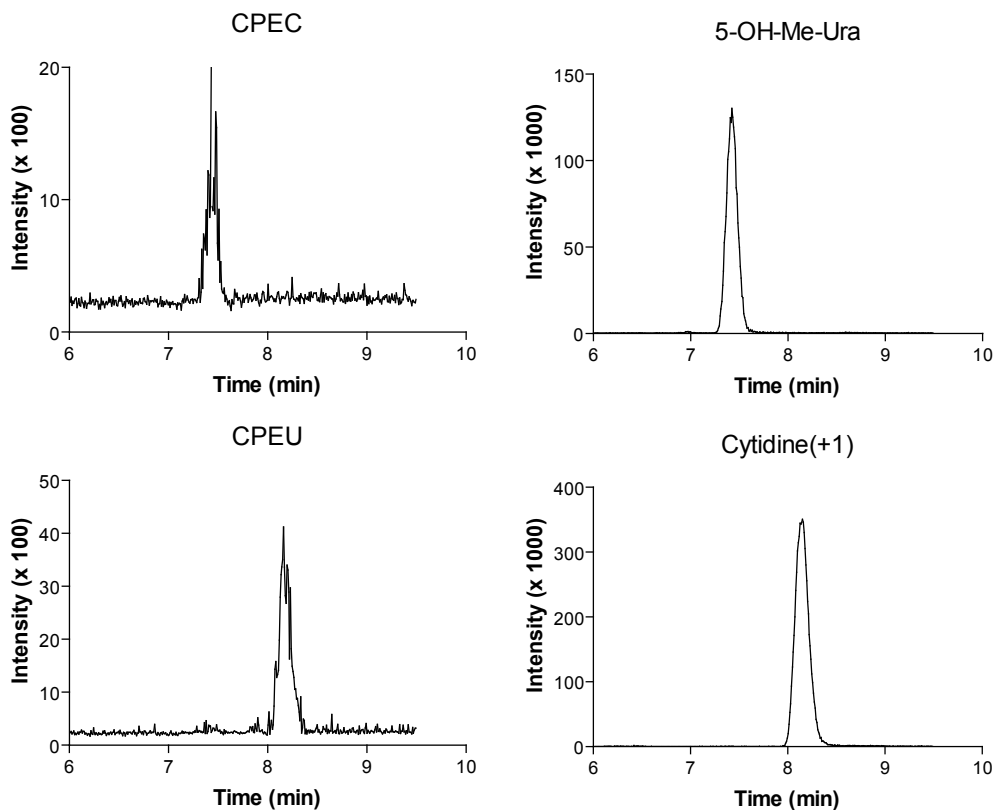 CPEC
Intensity (x 100)
20
10
0
6 7 8 9 10
Time (min)
5-OH-Me-Ura
Intensity (x 1000)
150
100
50
0
6 7 8 9 10
Time (min)
CPEU
Intensity (x 100)
50
40
30
20
10
0
6 7 8 9 10
Time (min)
Cytidine(+1)
Intensity (x 1000)
400
300
200
100
0
6 7 8 9 10
Time (min)